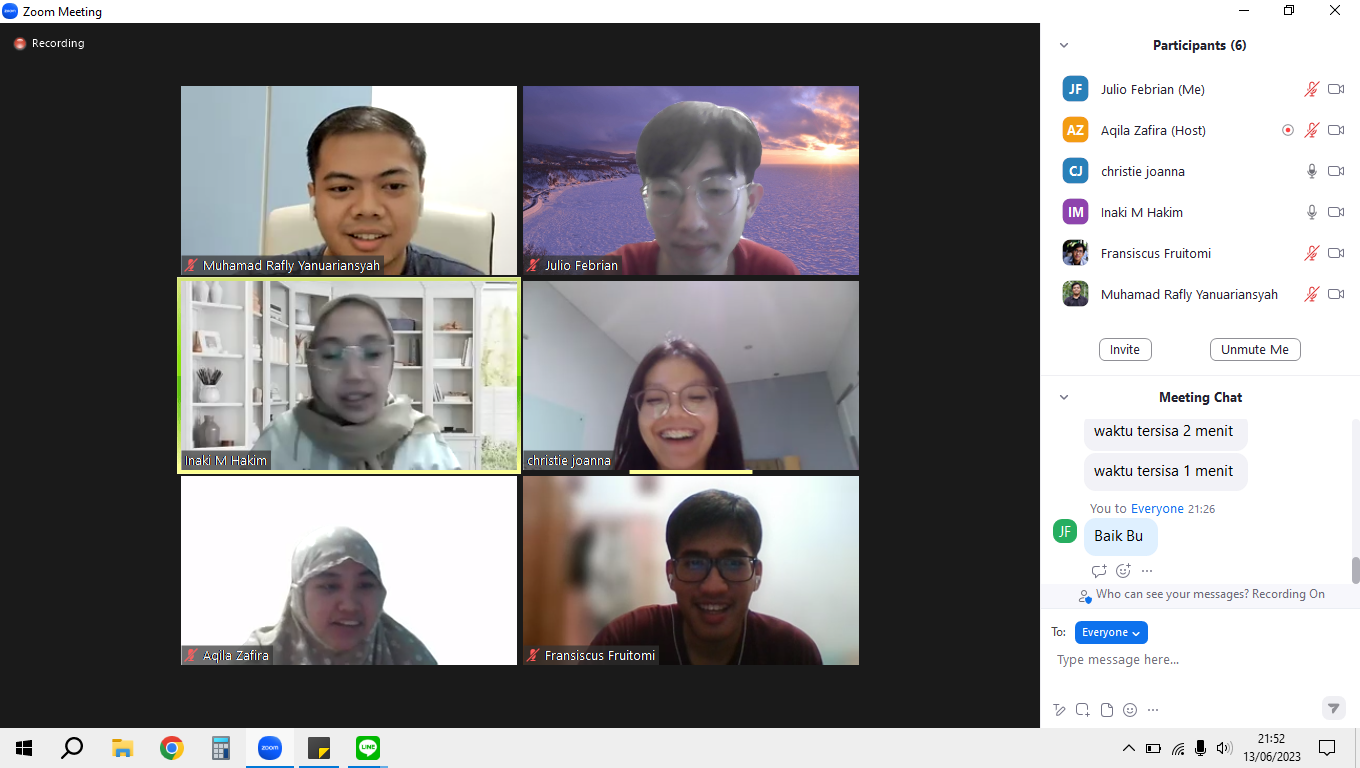 Zoom Meeting
Recording
Muhamad Rafly Yanuariansyah
Julio Febrian
Inaki M Hakim
christie joanna
Aqila Zafira
Fransiscus Fruitomi
Participants (6)
JF Julio Febrian (Me)
AZ Aqila Zafira (Host)
CJ christie joanna
IM Inaki M Hakim
Fransiscus Fruitomi
Muhamad Rafly Yanuariansyah
Invite Unmute Me
Meeting Chat
waktu tersisa 2 menit
waktu tersisa 1 menit
You to Everyone 21:26
JF Baik Bu
Who can see your messages? Recording On
To: Everyone
Type message here...
zoom
LINE
21:52
13/06/2023